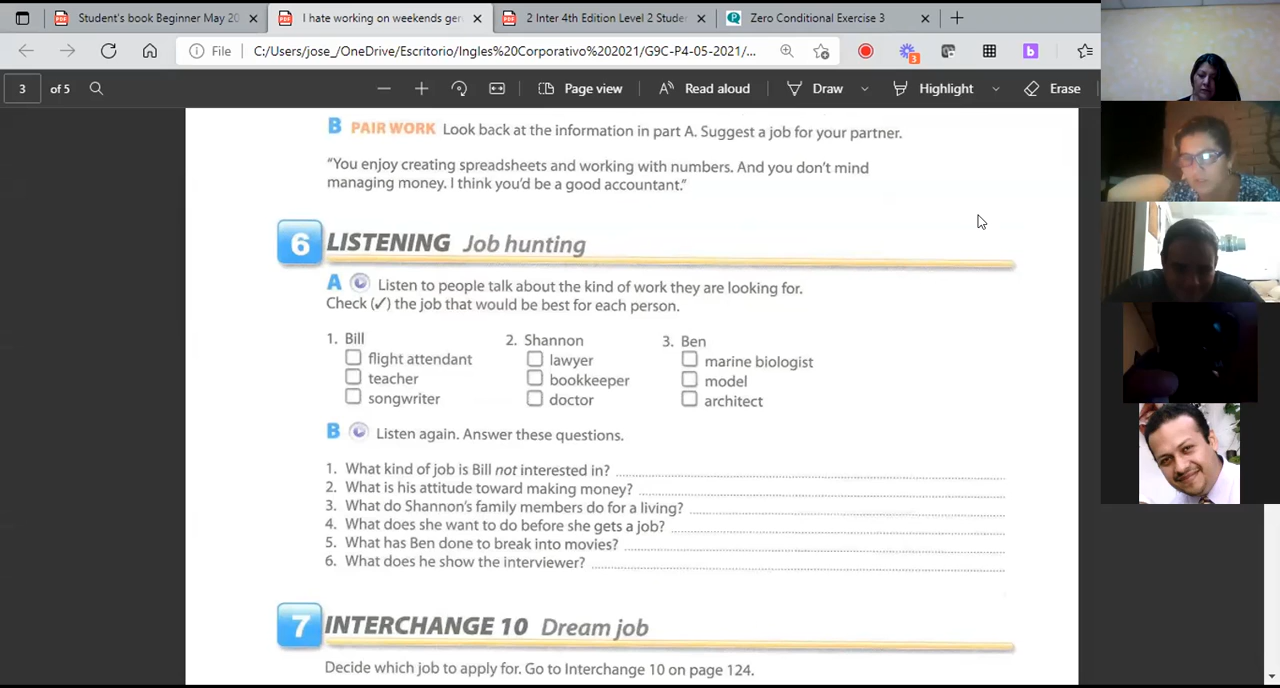 Student's book Beginner May 20
I hate working on weekends ger
2 Inter 4th Edition Level 2 Stude
Zero Conditional Exercise 3
File
C:/Users/jose_/OneDrive/Escritorio/Ingles%20Corporativo%202021/G9C-P4-05-2021/...
3
b
3
of 5
Page view
Read aloud
Draw
Highlight
Erase
B PAIR WORK Look back at the information in part A. Suggest a job for your partner.
“You enjoy creating spreadsheets and working with numbers. And you don't mind
managing money. I think you'd be a good accountant.”
6 LISTENING Job hunting
A Listen to people talk about the kind of work they are looking for.
Check (✓) the job that would be best for each person.
1. Bill 2. Shannon 3. Ben
flight attendant lawyer marine biologist
teacher bookkeeper model
songwriter doctor architect
B Listen again. Answer these questions.
1. What kind of job is Bill not interested in?
2. What is his attitude toward making money?
3. What do Shannon's family members do for a living?
4. What does she want to do before she gets a job?
5. What has Ben done to break into movies?
6. What does he show the interviewer?
7 INTERCHANGE 10 Dream job
Decide which job to apply for. Go to Interchange 10 on page 124.